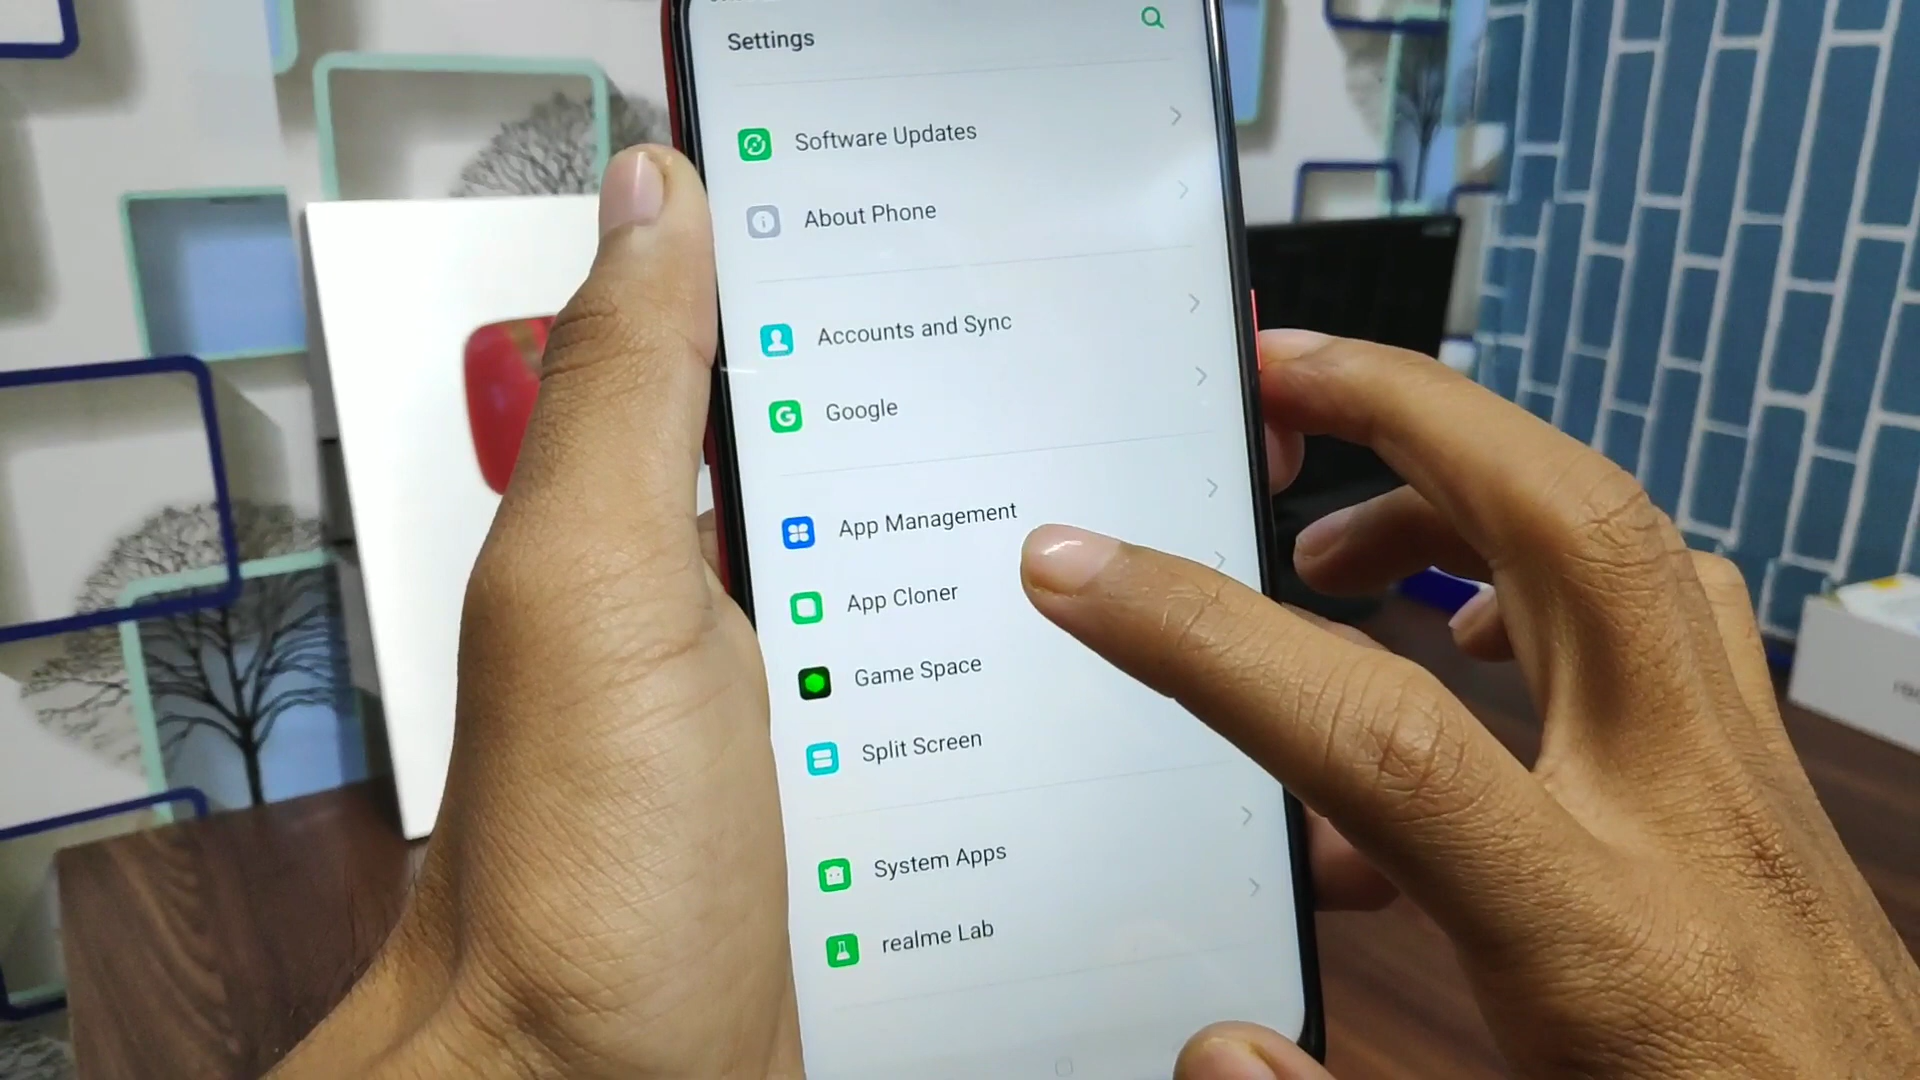 Settings
Software Updates
About Phone
Accounts and Sync
Google
App Management
App Cloner
Game Space
Split Screen
System Apps
realme Lab